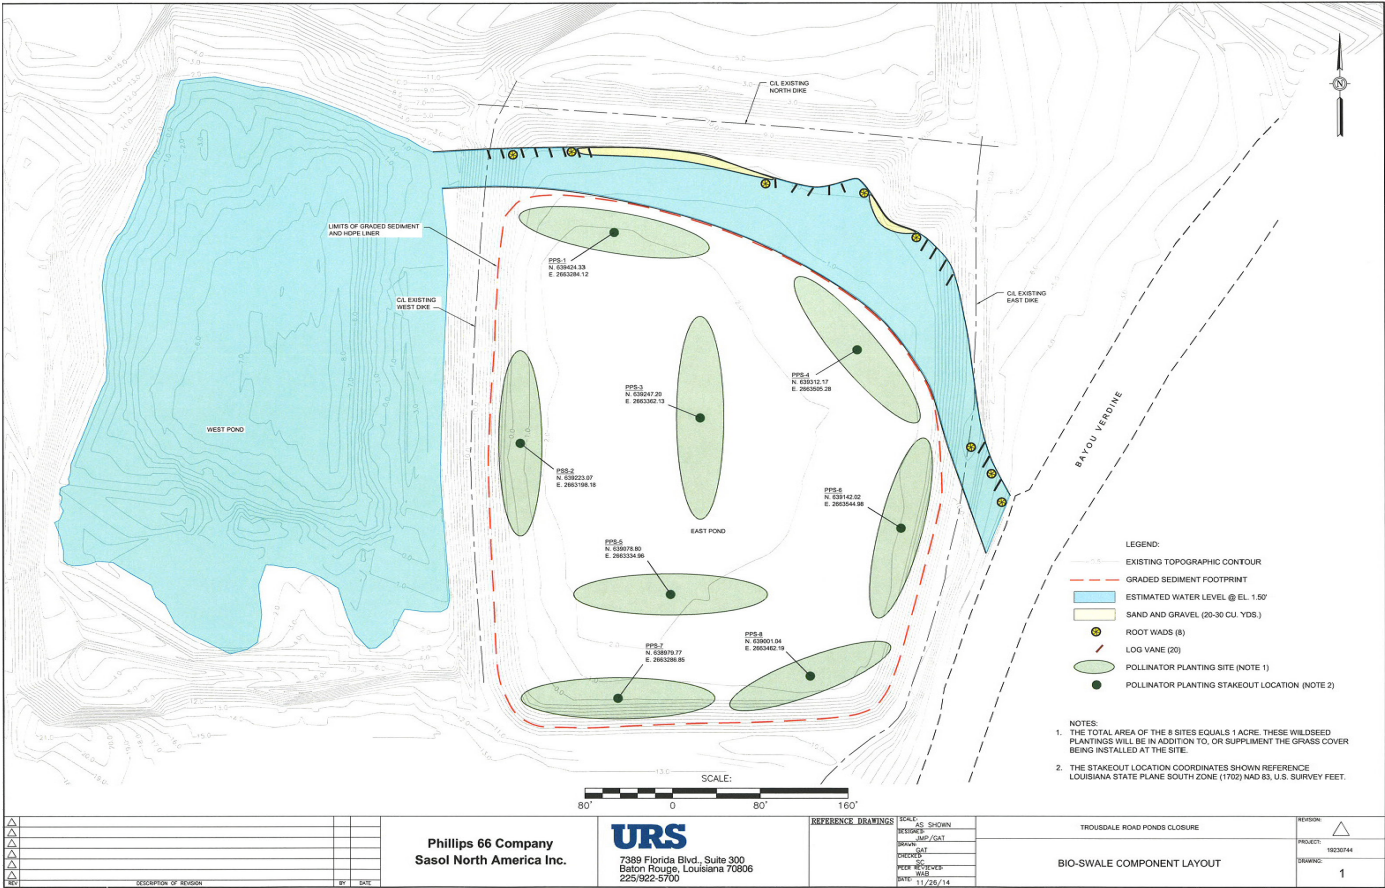 C/L EXISTING
NORTH DIKE
N
LIMITS OF GRADED SEDIMENT
AND HDPE LINER
PPS-1
N. 639424.33
E. 2663284.12
C/L EXISTING
WEST DIKE
C/L EXISTING
EAST DIKE
PPS-4
N. 639312.17
E. 2663505.28
PPS-3
N. 639247.20
E. 2663362.13
WEST POND
BAYOU VERDINE
PSS-2
N. 639223.07
E. 2663198.18
PPS-6
N. 639142.02
E. 2663544.98
EAST POND
PPS-5
N. 639078.80
E. 2663334.96
PPS-7
N. 638979.77
E. 2663286.85
PPS-8
N. 639001.04
E. 2663462.19
LEGEND:
EXISTING TOPOGRAPHIC CONTOUR
GRADED SEDIMENT FOOTPRINT
ESTIMATED WATER LEVEL @ EL. 1.50'
SAND AND GRAVEL (20-30 CU. YDS.)
ROOT WADS (8)
LOG VANE (20)
POLLINATOR PLANTING SITE (NOTE 1)
POLLINATOR PLANTING STAKEOUT LOCATION (NOTE 2)
NOTES:
1. THE TOTAL AREA OF THE 8 SITES EQUALS 1 ACRE. THESE WILDSEED
PLANTINGS WILL BE IN ADDITION TO, OR SUPPLIMENT THE GRASS COVER
BEING INSTALLED AT THE SITE.
2. THE STAKEOUT LOCATION COORDINATES SHOWN REFERENCE
LOUISIANA STATE PLANE SOUTH ZONE (1702) NAD 83, U.S. SURVEY FEET.
SCALE:
80' 0 80' 160'
REV DESCRIPTION OF REVISION BY DATE
Phillips 66 Company
Sasol North America Inc.
URS
7389 Florida Blvd., Suite 300
Baton Rouge, Louisiana 70806
225/922-5700
REFERENCE DRAWINGS
SCALE: AS SHOWN
DESIGNED: JMP/GAT
DRAWN: GAT
CHECKED: SC
PEER REVIEWED: WAB
DATE: 11/26/14
TROUSDALE ROAD PONDS CLOSURE
BIO-SWALE COMPONENT LAYOUT
REVISION:
PROJECT:
19230744
DRAWING:
1